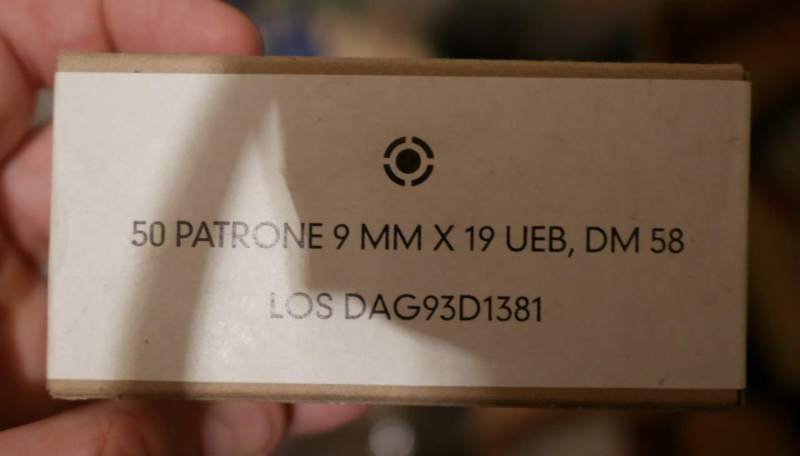 50 PATRONE 9 MM X 19 UEB, DM 58
LOS DAG93D1381